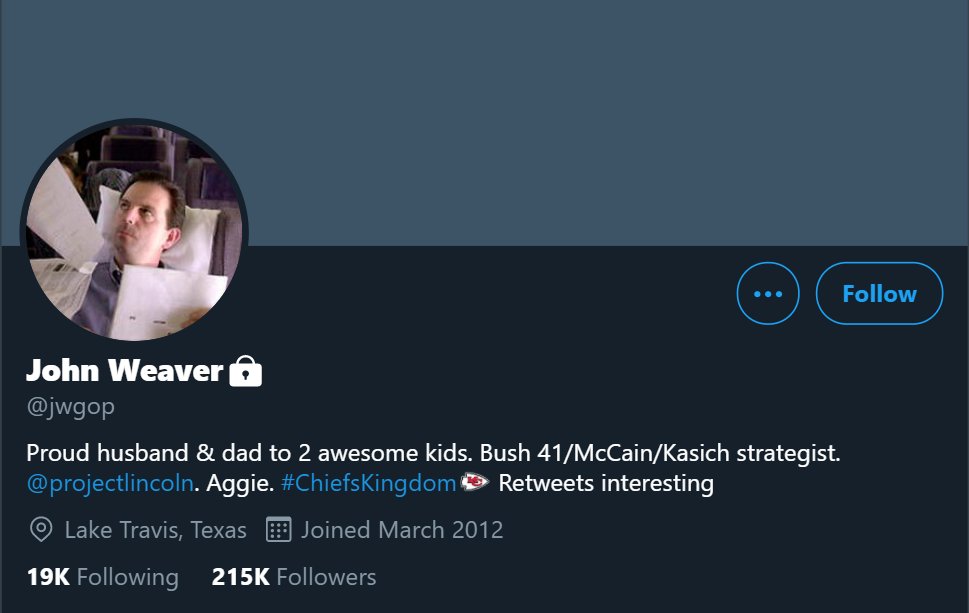 Follow
John Weaver
@jwgop
Proud husband & dad to 2 awesome kids. Bush 41/McCain/Kasich strategist.
@projectlincoln. Aggie. #ChiefsKingdom Retweets interesting
Lake Travis, Texas Joined March 2012
19K Following 215K Followers